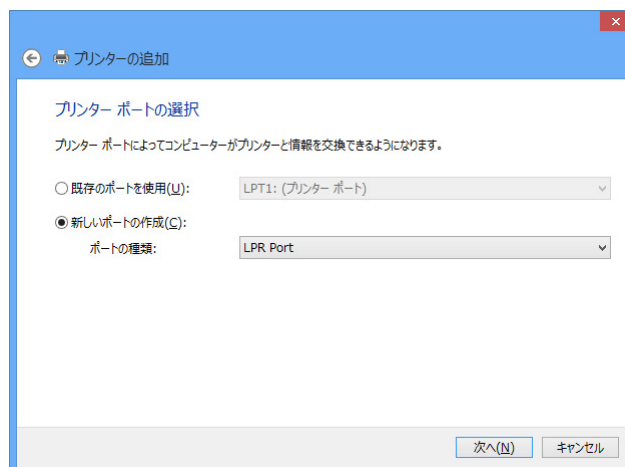 プリンターの追加
プリンター ポートの選択
プリンター ポートによってコンピューターがプリンターと情報を交換できるようになります。
既存のポートを使用(U):
LPT1: (プリンター ポート)
新しいポートの作成(C):
ポートの種類:
LPR Port
次へ(N)
キャンセル